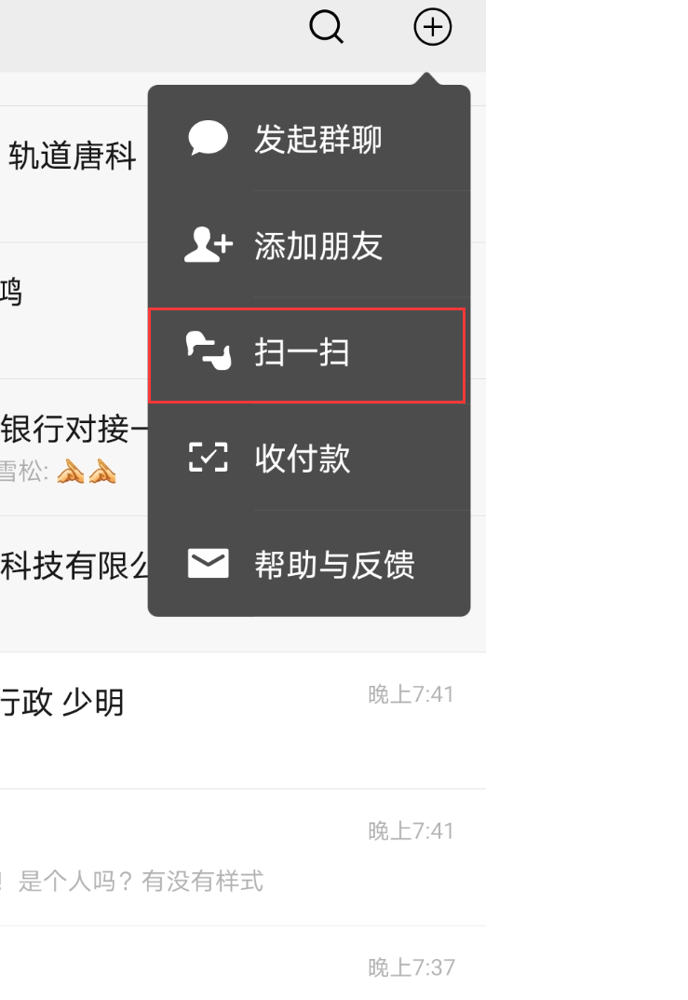 发起群聊
轨道唐科
添加朋友
鸿
扫一扫
银行对接一
雪松:
收付款
科技有限公
帮助与反馈
行政 少明
晚上7:41
晚上7:41
! 是个人吗? 有没有样式
晚上7:37